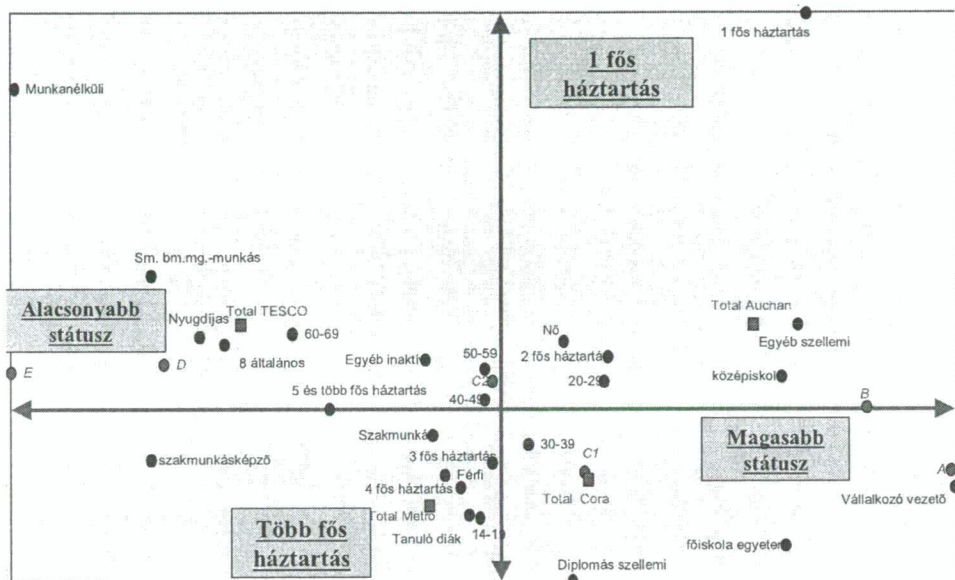 1 fős háztartás
1 fős
háztartás
Munkanélküli
Sm. bm.mg.-munkás
Alacsonyabb
státusz
Nyugdíjas
Total TESCO
60-69
8 általános
D
E
Egyéb inaktív
50-59
C2
40-49
5 és több fős háztartás
Nő
2 fős háztartás
20-29
Total Auchan
Egyéb szellemi
középiskol
B
szakmunásképző
Szakmunká
3 fős háztartás
Férfi
4 fős háztartás
Total Metro
Tanuló diák
14-19
30-39
C1
Total Cora
Magasabb
státusz
A
Vállalkozó vezető
Több fős
háztartás
főiskola egyetem
Diplomás szellemi